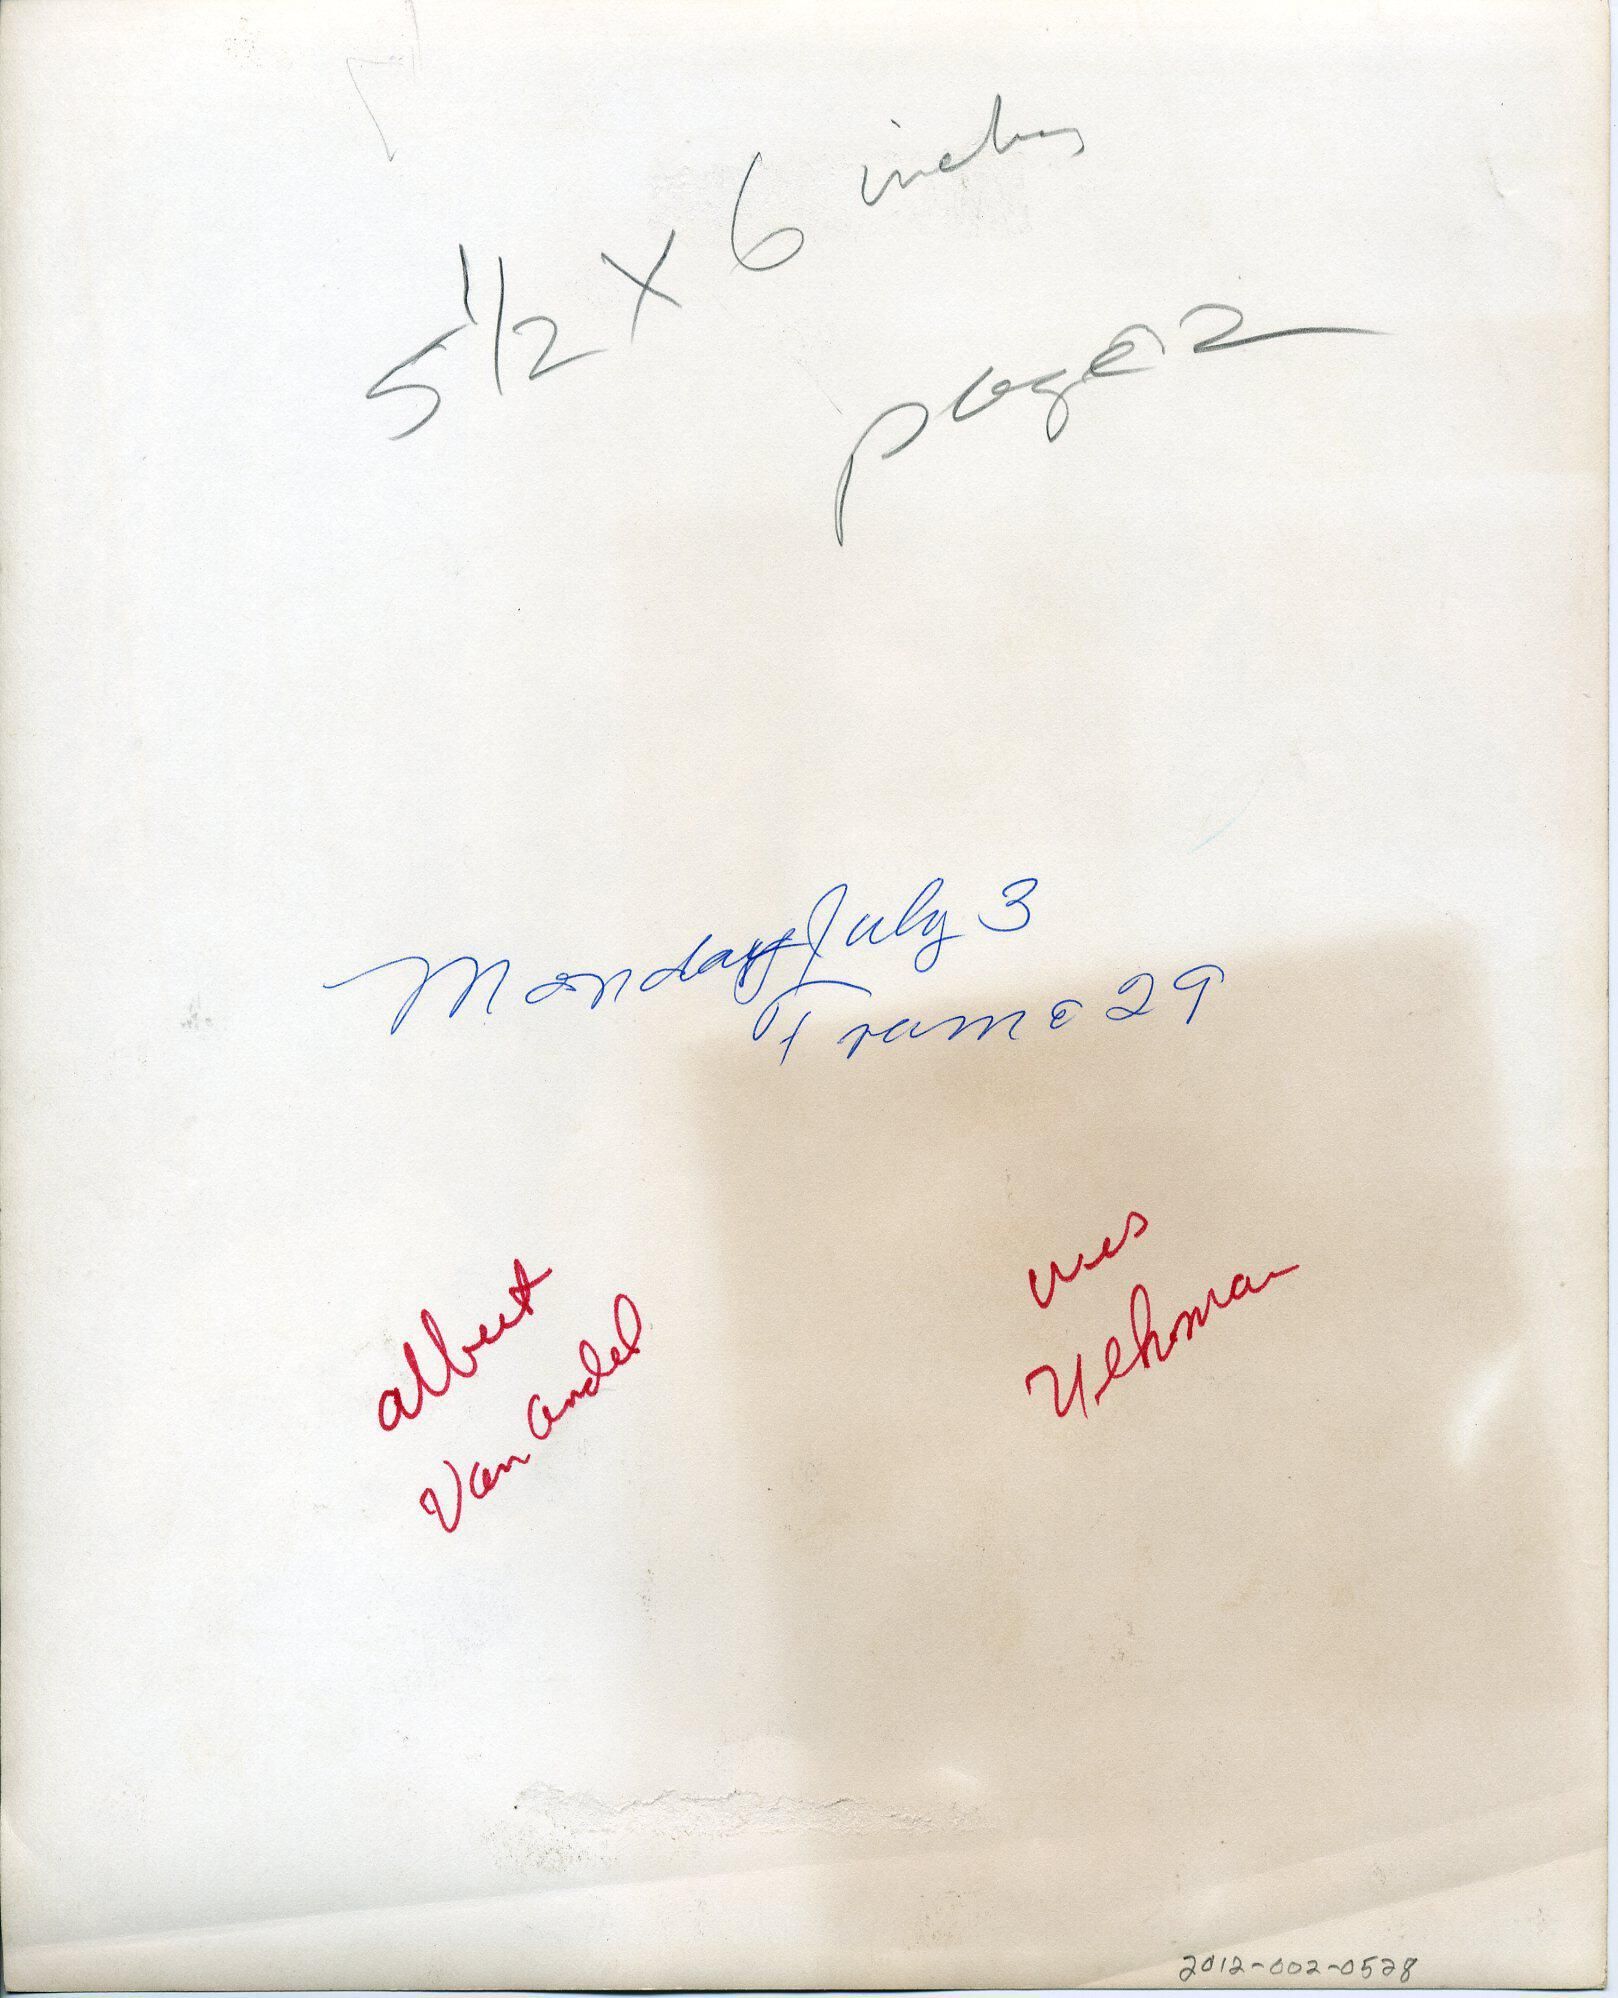 5 1/2 X 6 inches
page 2
Monday July 3
Frame 29
Albert
Van Andel
Wes
Uhlman
2012-002-0528